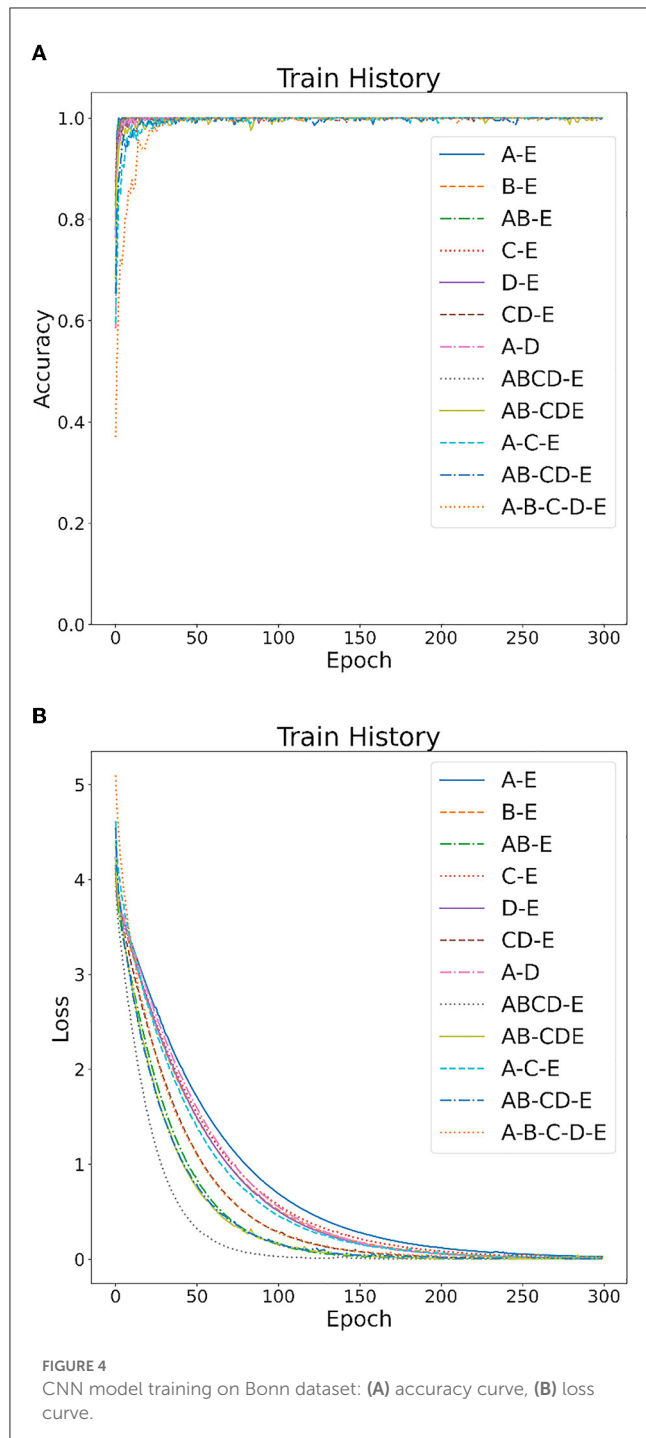 A
Train History
1.0
0.8
0.6
0.4
0.2
0.0
Accuracy
A-E
B-E
AB-E
C-E
D-E
CD-E
A-D
ABCD-E
AB-CDE
A-C-E
AB-CD-E
A-B-C-D-E
0 50 100 150 200 250 300
Epoch
B
Train History
5
4
3
2
1
0
Loss
A-E
B-E
AB-E
C-E
D-E
CD-E
A-D
ABCD-E
AB-CDE
A-C-E
AB-CD-E
A-B-C-D-E
0 50 100 150 200 250 300
Epoch
FIGURE 4
CNN model training on Bonn dataset: (A) accuracy curve, (B) loss
curve.